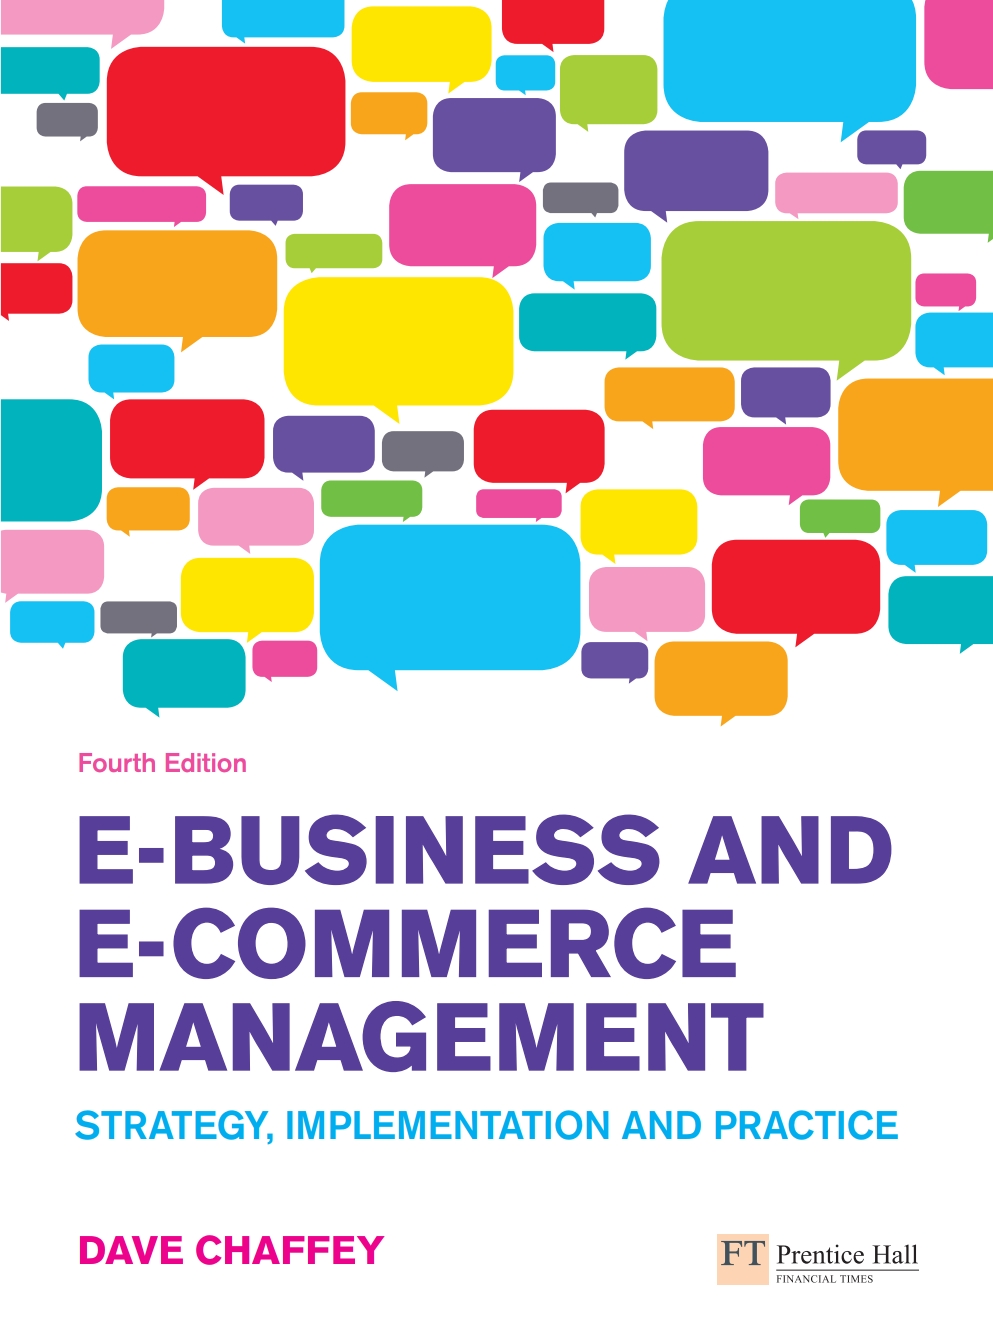 Fourth Edition
E-BUSINESS AND
E-COMMERCE
MANAGEMENT
STRATEGY, IMPLEMENTATION AND PRACTICE
DAVE CHAFFEY
FT Prentice Hall
FINANCIAL TIMES